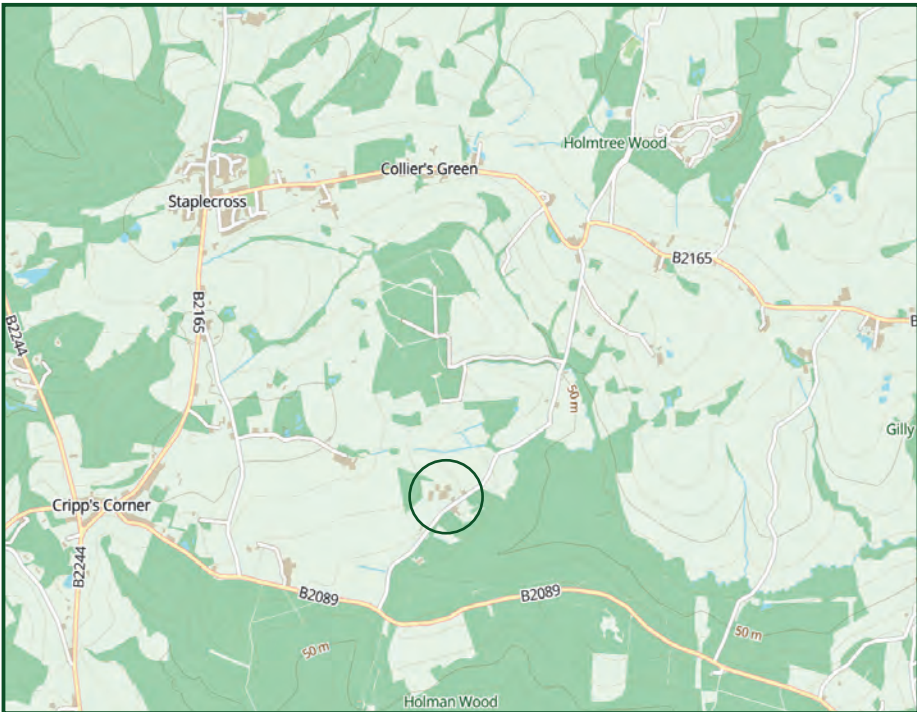 Holmtree Wood
Collier's Green
Staplecross
B2165
B2165
B2244
50 m
Gilly
Cripp's Corner
B2244
B2089
B2089
50 m
50 m
Holman Wood